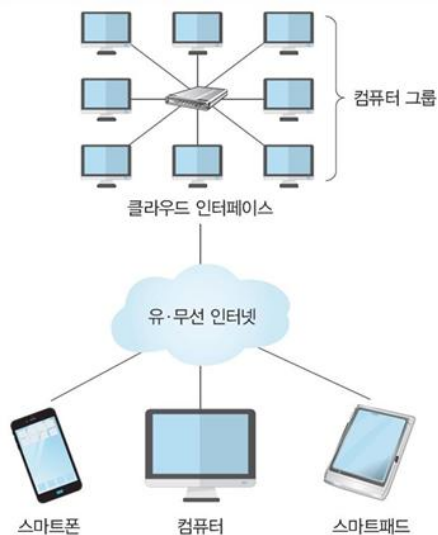 컴퓨터 그룹
클라우드 인터페이스
유·무선 인터넷
스마트폰
컴퓨터
스마트패드